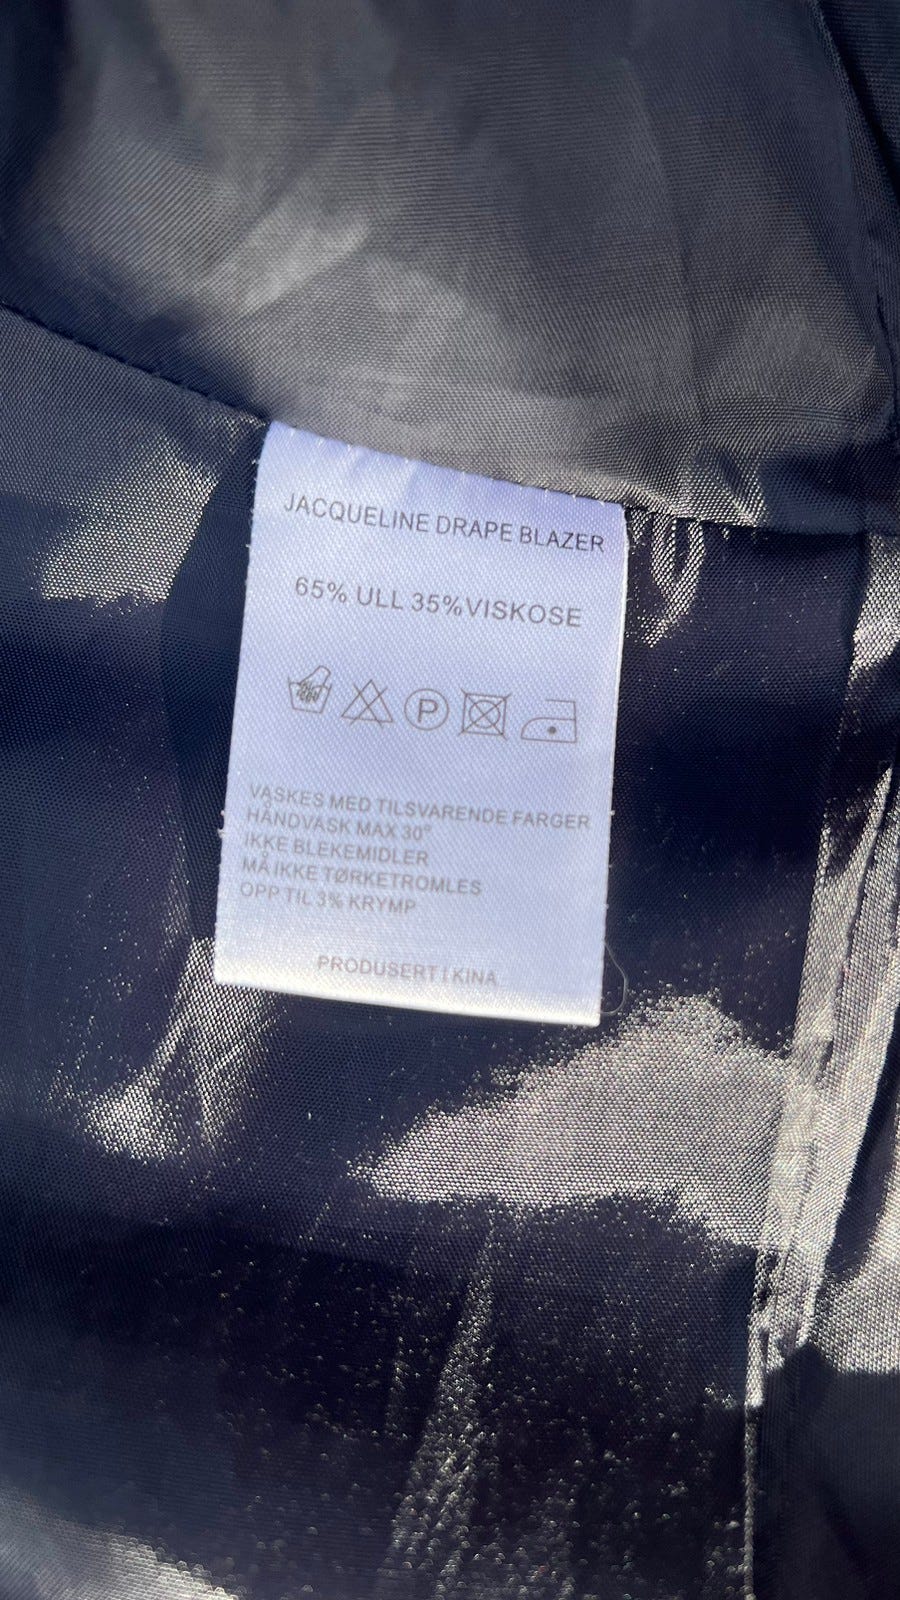 JACQUELINE DRAPE BLAZER
65% ULL 35%VISKOSE
P
VASKES MED TILSVARENDE FARGER
HÅNDVASK MAX 30°
IKKE BLEKEMIDLER
MÅ IKKE TØRKETROMLES
OPP TIL 3% KRYMP
PRODUSERT I KINA